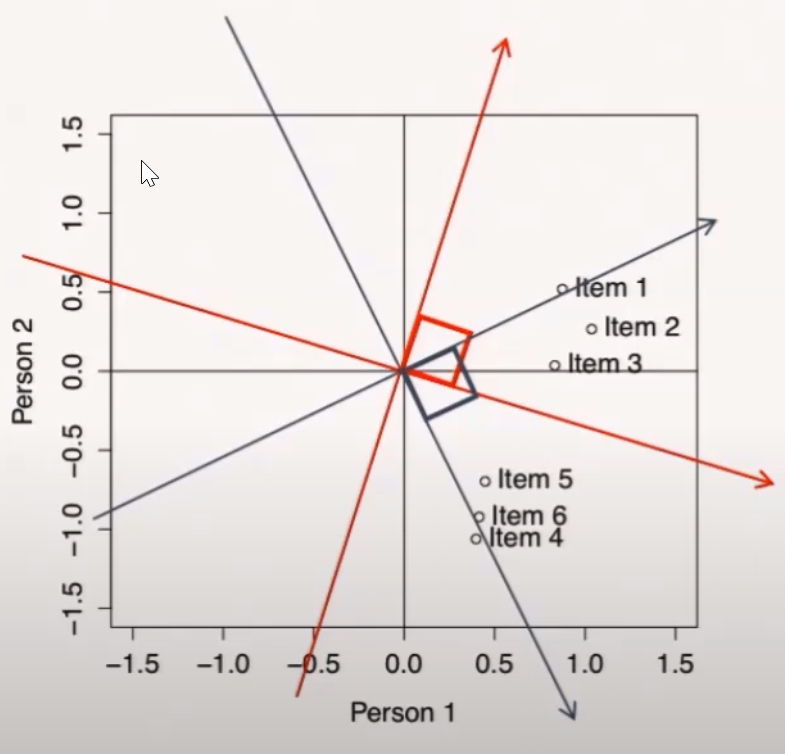 Person 2
1.5
1.0
0.5
0.0
−0.5
−1.0
−1.5
Item 1
Item 2
Item 3
Item 5
Item 6
Item 4
−1.5 −1.0 −0.5 0.0 0.5 1.0 1.5
Person 1